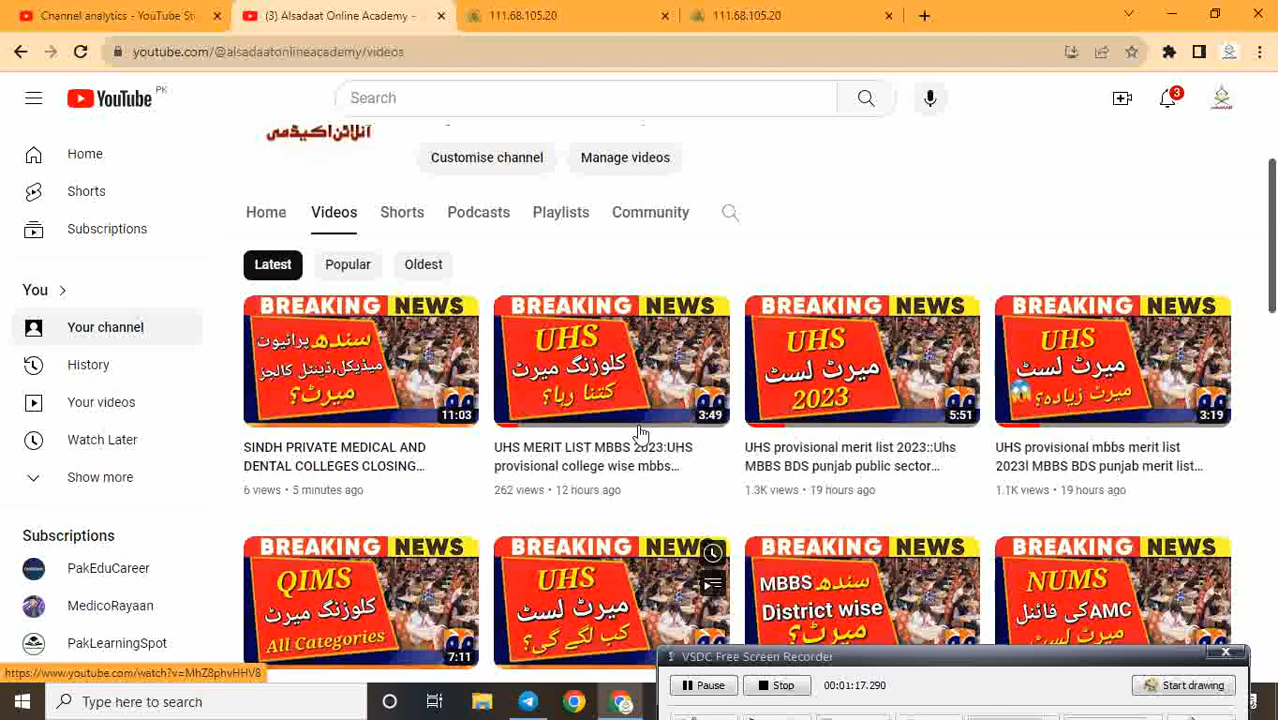 Channel analytics - YouTube St
(3) Alsadaat Online Academy -
111.68.105.20
111.68.105.20
youtube.com/@alsadaatonlineacademy/videos
YouTube PK
Search
3
آنلائن اکیڈمی
Customise channel
Manage videos
Home
Shorts
Subscriptions
You
Your channel
History
Your videos
Watch Later
Show more
Subscriptions
PakEduCareer
MedicoRayaan
PakLearningSpot
Home
Videos
Shorts
Podcasts
Playlists
Community
Latest
Popular
Oldest
BREAKING NEWS
سندھ پرائیوٹ
میڈیکل،ڈینٹل کالجز
میرٹ؟
11:03
SINDH PRIVATE MEDICAL AND
DENTAL COLLEGES CLOSING...
6 views • 5 minutes ago
BREAKING NEWS
UHS
کلوزنگ میرٹ
کتنا رہا؟
3:49
UHS MERIT LIST MBBS 2023:UHS
provisional college wise mbbs...
262 views • 12 hours ago
BREAKING NEWS
UHS
میرٹ لسٹ
2023
5:51
UHS provisional merit list 2023::Uhs
MBBS BDS punjab public sector...
1.3K views • 19 hours ago
BREAKING NEWS
UHS
میرٹ لسٹ
میرٹ زیادہ؟
3:19
UHS provisional mbbs merit list
2023l MBBS BDS punjab merit list...
1.1K views • 19 hours ago
BREAKING NEWS
QIMS
کلوزنگ میرٹ
All Categories
7:11
BREAKING NEWS
UHS
میرٹ لسٹ
کب لگے گی؟
BREAKING NEWS
MBBS سندھ
District wise
میرٹ؟
BREAKING NEWS
NUMS
AMC کی فائنل
میرٹ لسٹ
https://www.youtube.com/watch?v=MhZ8phvHHV8
VSDC Free Screen Recorder
Pause
Stop
00:01:17.290
Start drawing
Type here to search